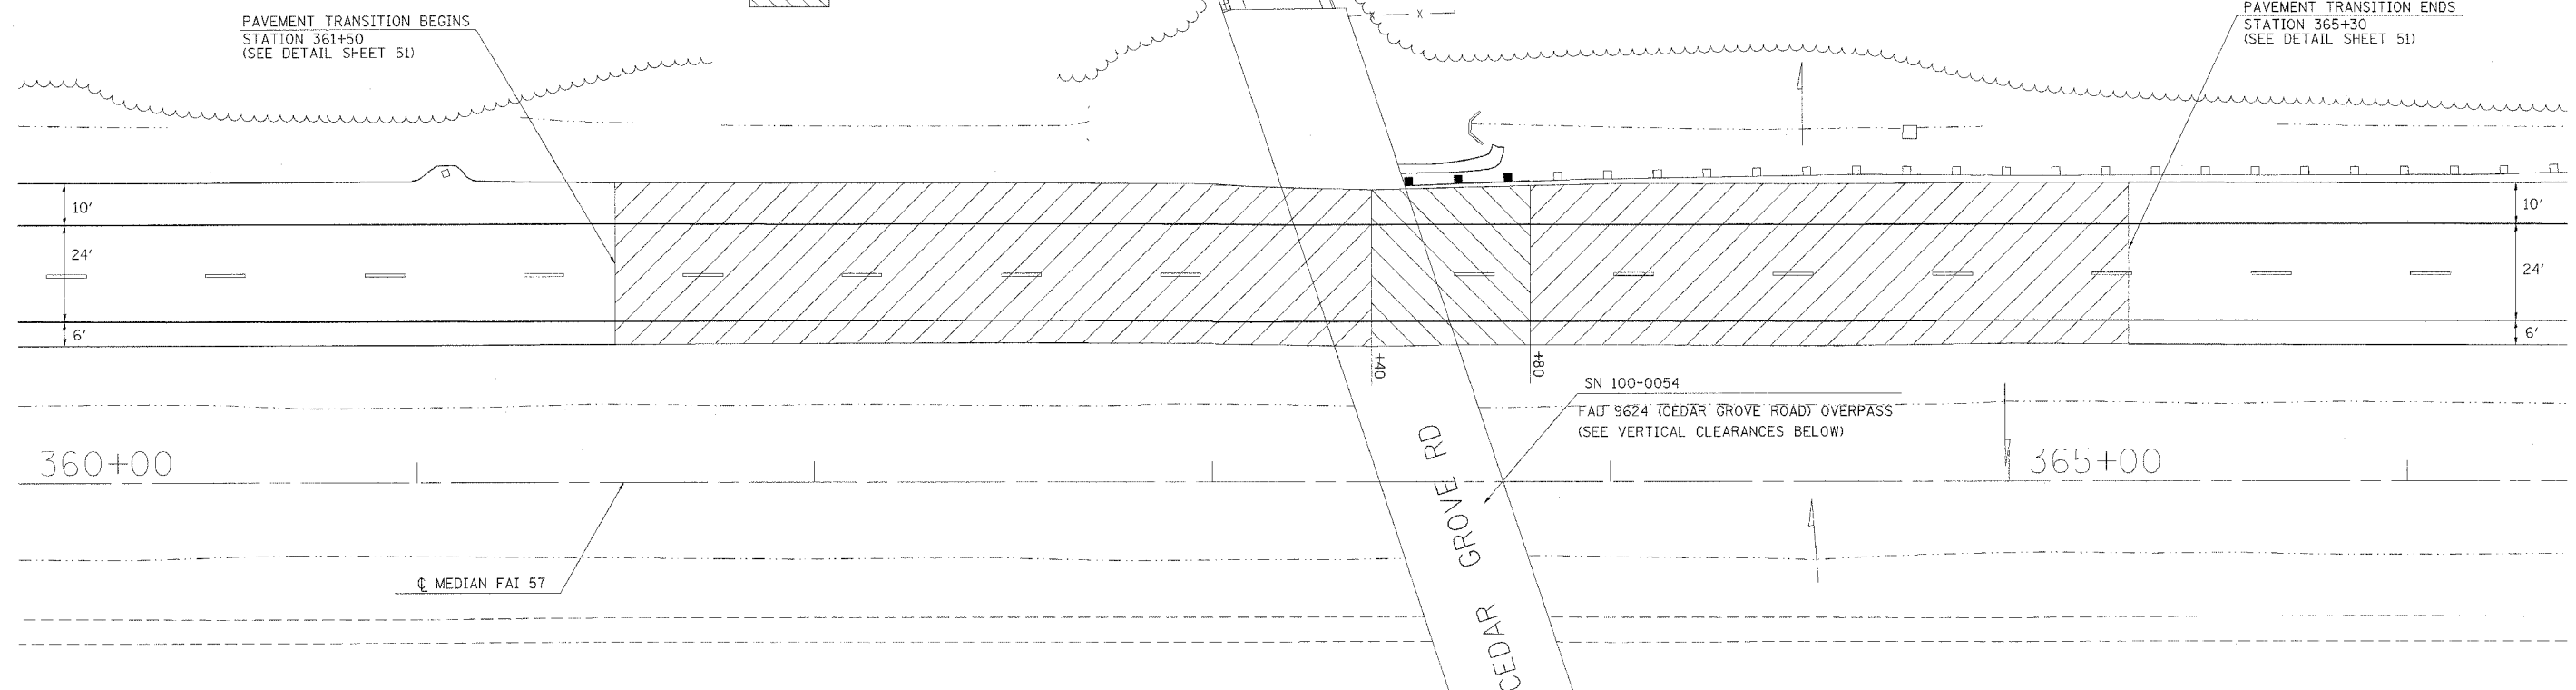 PAVEMENT TRANSITION BEGINS
STATION 361+50
(SEE DETAIL SHEET 51)
PAVEMENT TRANSITION ENDS
STATION 365+30
(SEE DETAIL SHEET 51)
X
X
10'
24'
6'
10'
24'
6'
+40
+80
SN 100-0054
FAU 9624 (CEDAR GROVE ROAD) OVERPASS
(SEE VERTICAL CLEARANCES BELOW)
360+00
365+00
CEDAR GROVE RD
℄ MEDIAN FAI 57